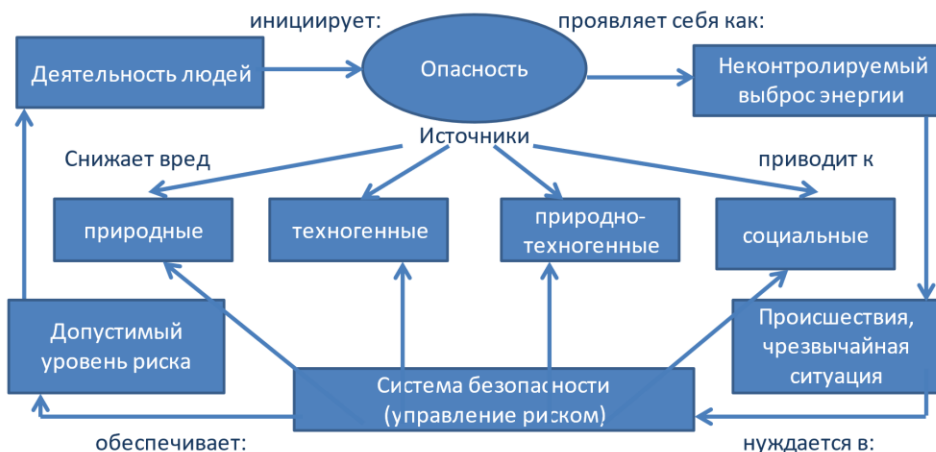 инициирует:
проявляет себя как:
Деятельность людей
Опасность
Неконтролируемый
выброс энергии
Источники
Снижает вред
приводит к
природные
техногенные
природно-
техногенные
социальные
Допустимый
уровень риска
Происшествия,
чрезвычайная
ситуация
Система безопасности
(управление риском)
обеспечивает:
нуждается в: